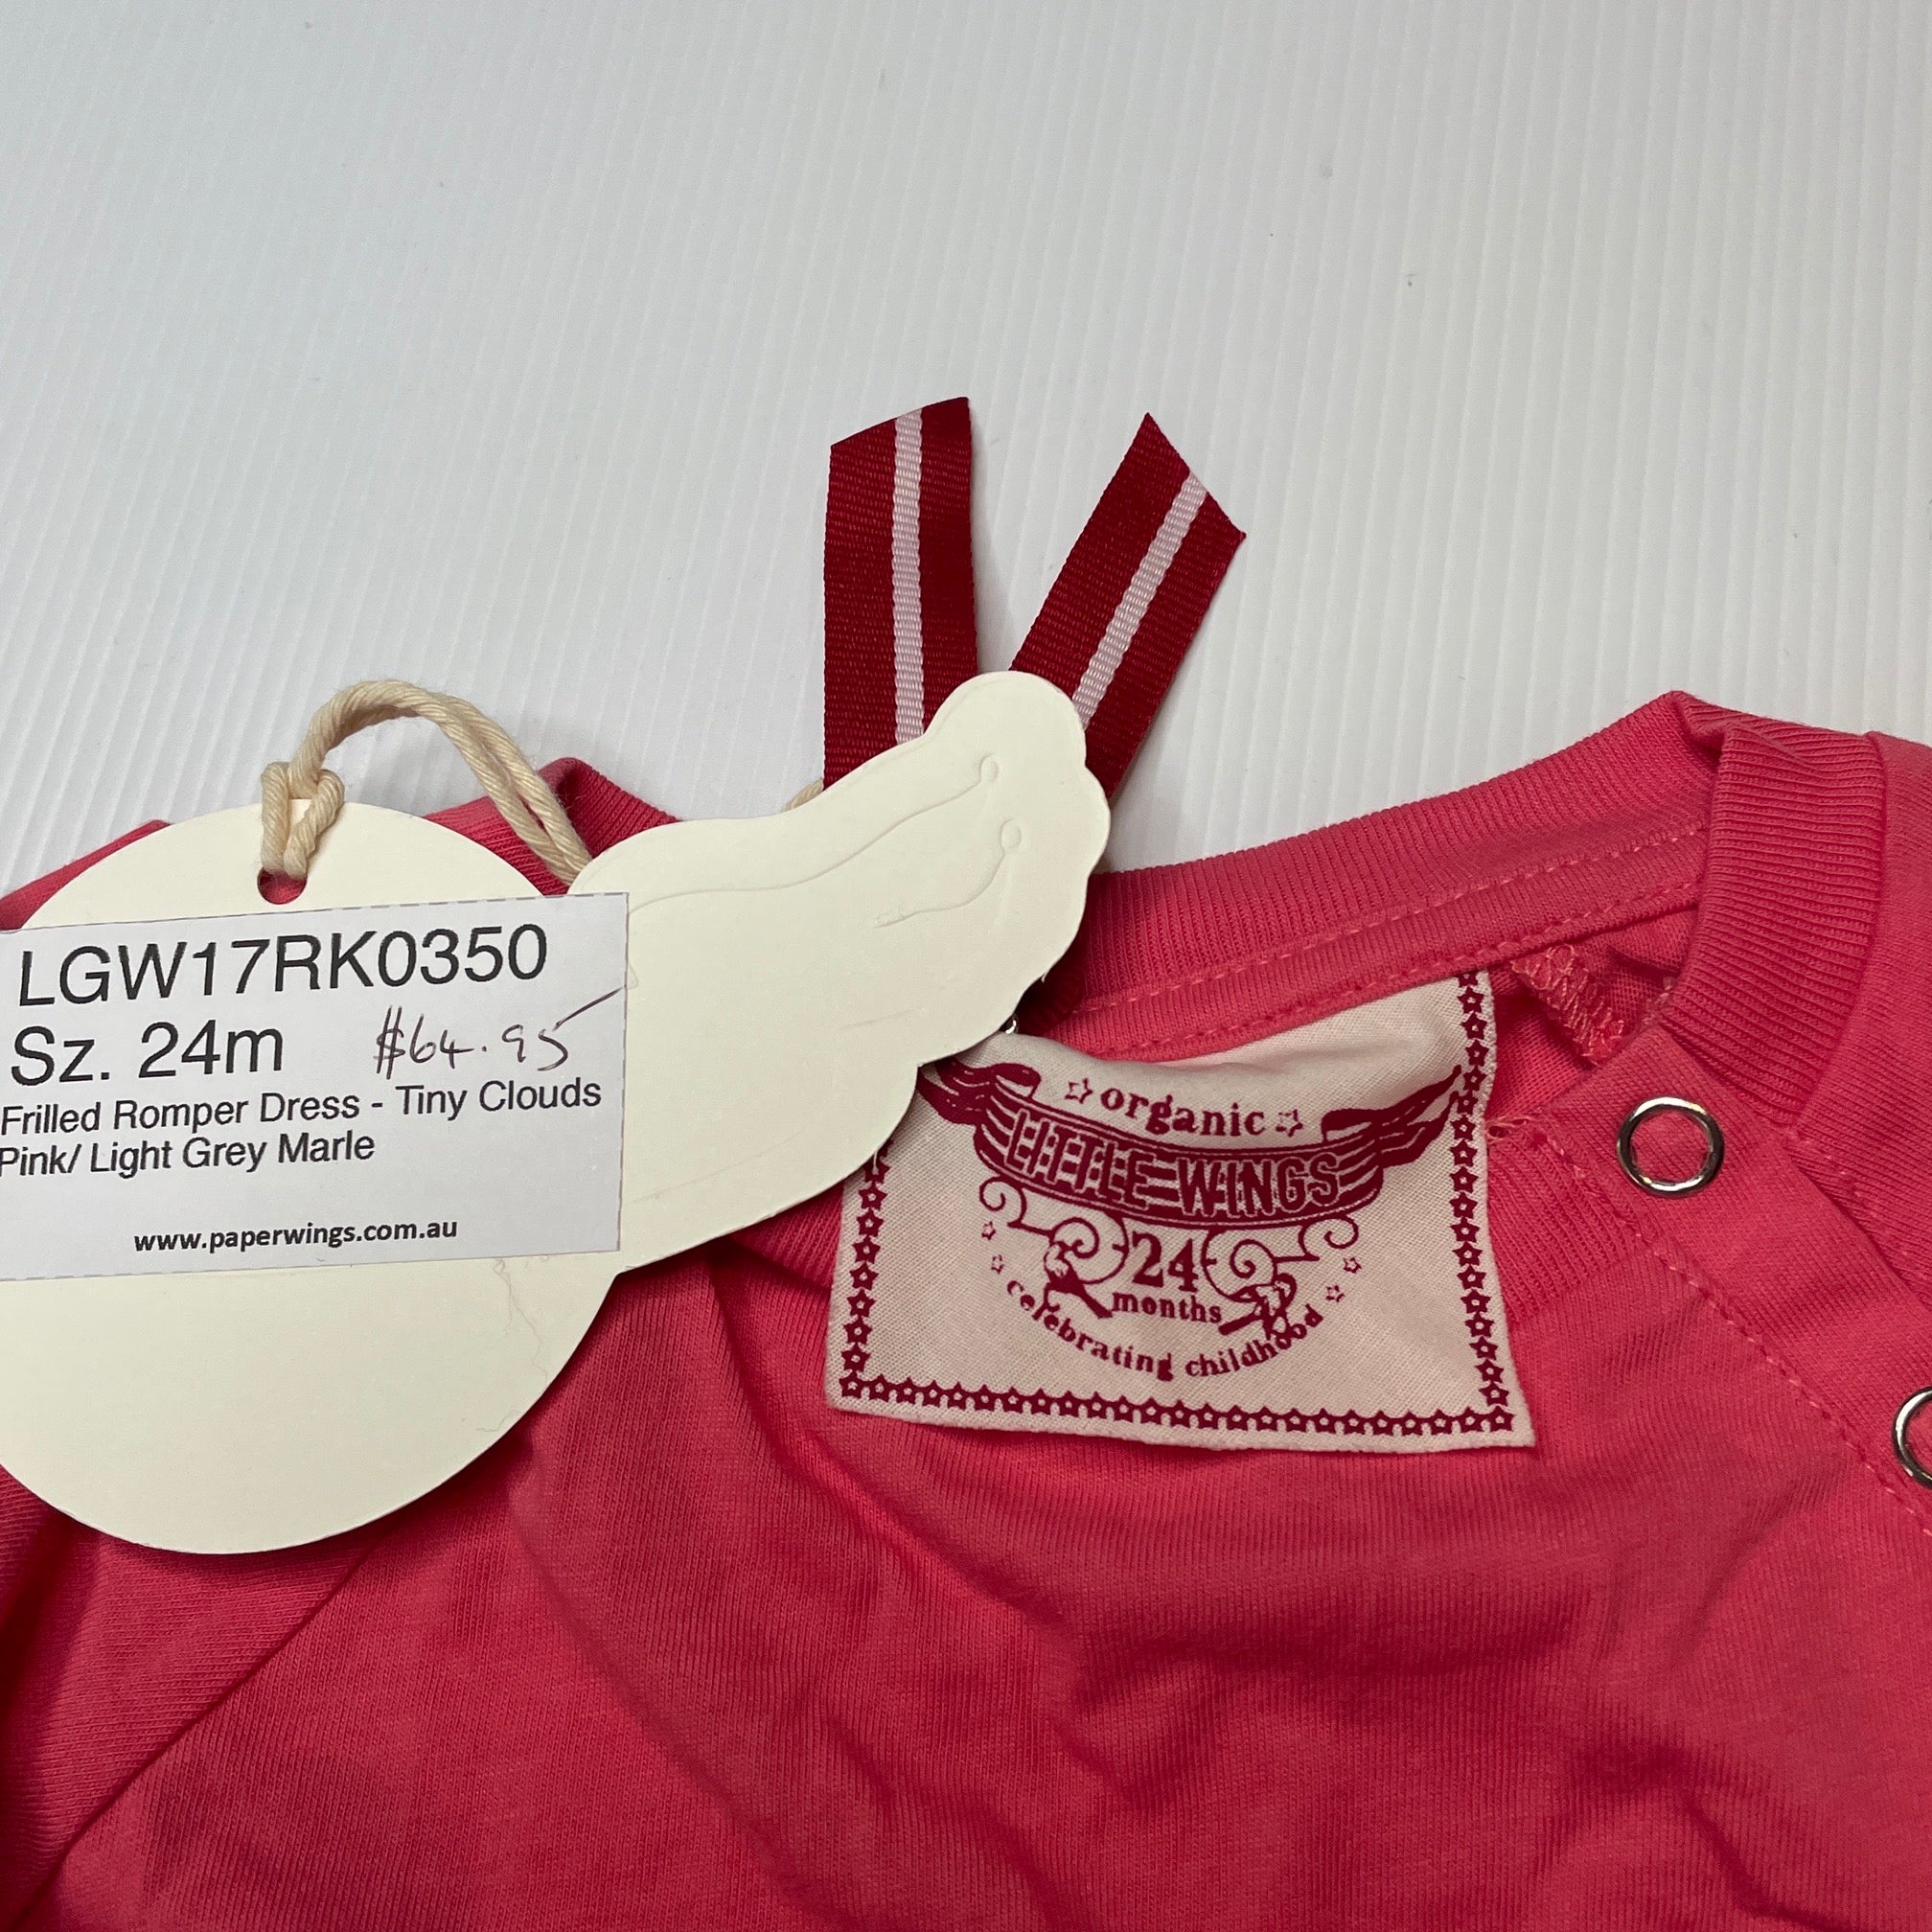 LGW17RK0350
Sz. 24m $64.95
Frilled Romper Dress - Tiny Clouds
Pink/ Light Grey Marle
www.paperwings.com.au
organic
LITTLE WINGS
24
months
celebrating childhood